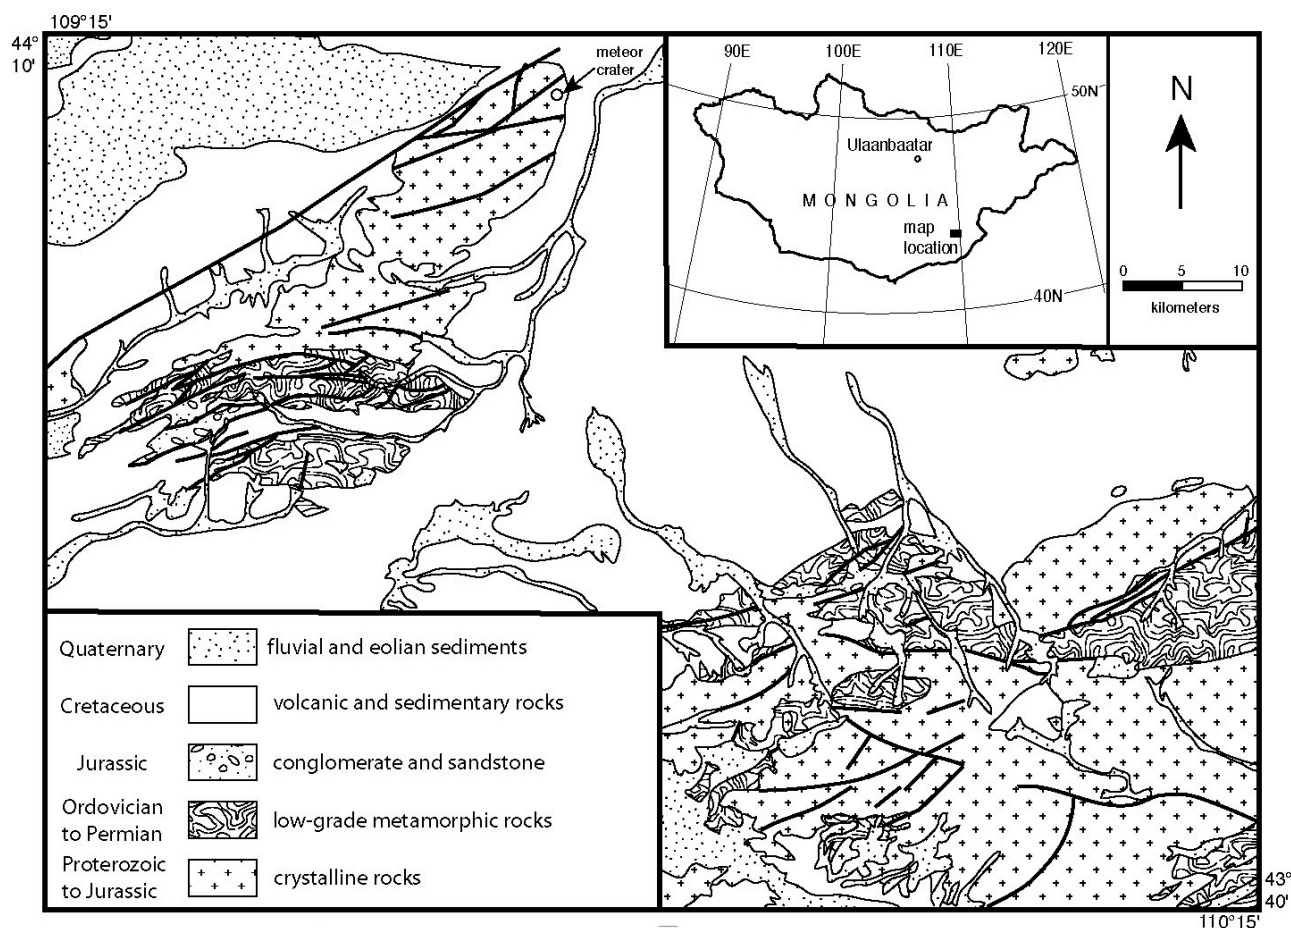 109°15'
44°
10'
meteor
crater
90E
100E
110E
120E
50N
Ulaanbaatar
MONGOLIA
map
location
40N
N
0 5 10
kilometers
Quaternary
fluvial and eolian sediments
Cretaceous
volcanic and sedimentary rocks
Jurassic
conglomerate and sandstone
Ordovician
to Permian
low-grade metamorphic rocks
Proterozoic
to Jurassic
crystalline rocks
43°
40'
110°15'